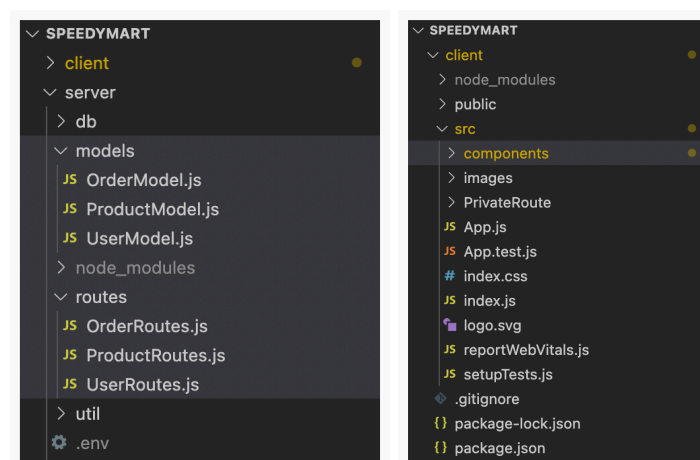 SPEEDYMART
client
server
db
models
JS OrderModel.js
JS ProductModel.js
JS UserModel.js
node_modules
routes
JS OrderRoutes.js
JS ProductRoutes.js
JS UserRoutes.js
util
.env
SPEEDYMART
client
node_modules
public
src
components
images
PrivateRoute
JS App.js
JS App.test.js
# index.css
JS index.js
logo.svg
JS reportWebVitals.js
JS setupTests.js
.gitignore
{} package-lock.json
{} package.json